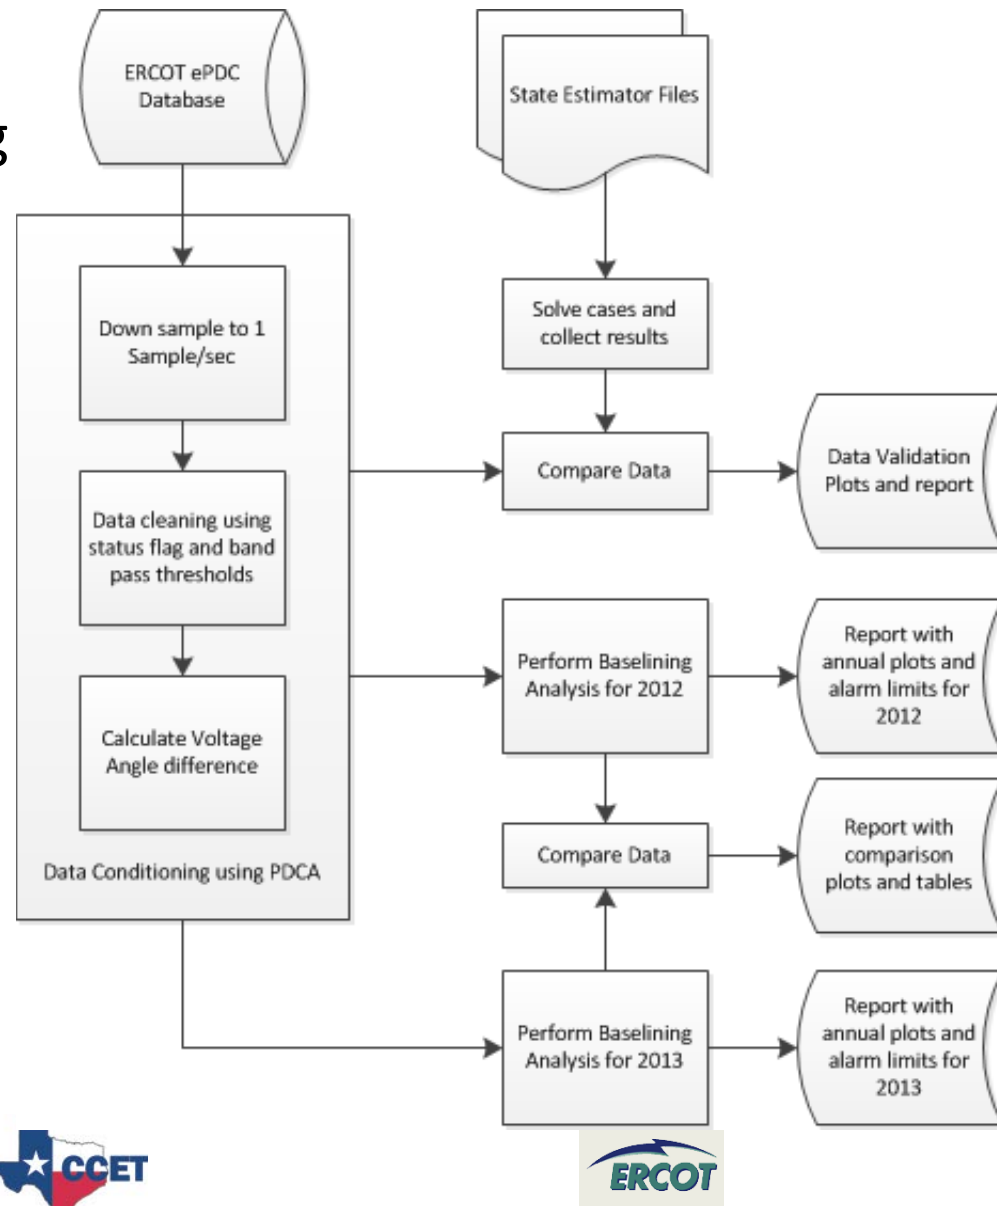 g
ERCOT ePDC
Database
State Estimator Files
Down sample to 1
Sample/sec
Solve cases and
collect results
Data cleaning using
status flag and band
pass thresholds
Compare Data
Data Validation
Plots and report
Calculate Voltage
Angle difference
Perform Baselining
Analysis for 2012
Report with
annual plots and
alarm limits for
2012
Data Conditioning using PDCA
Compare Data
Report with
comparison
plots and tables
Perform Baselining
Analysis for 2013
Report with
annual plots and
alarm limits for
2013
CCET
ERCOT